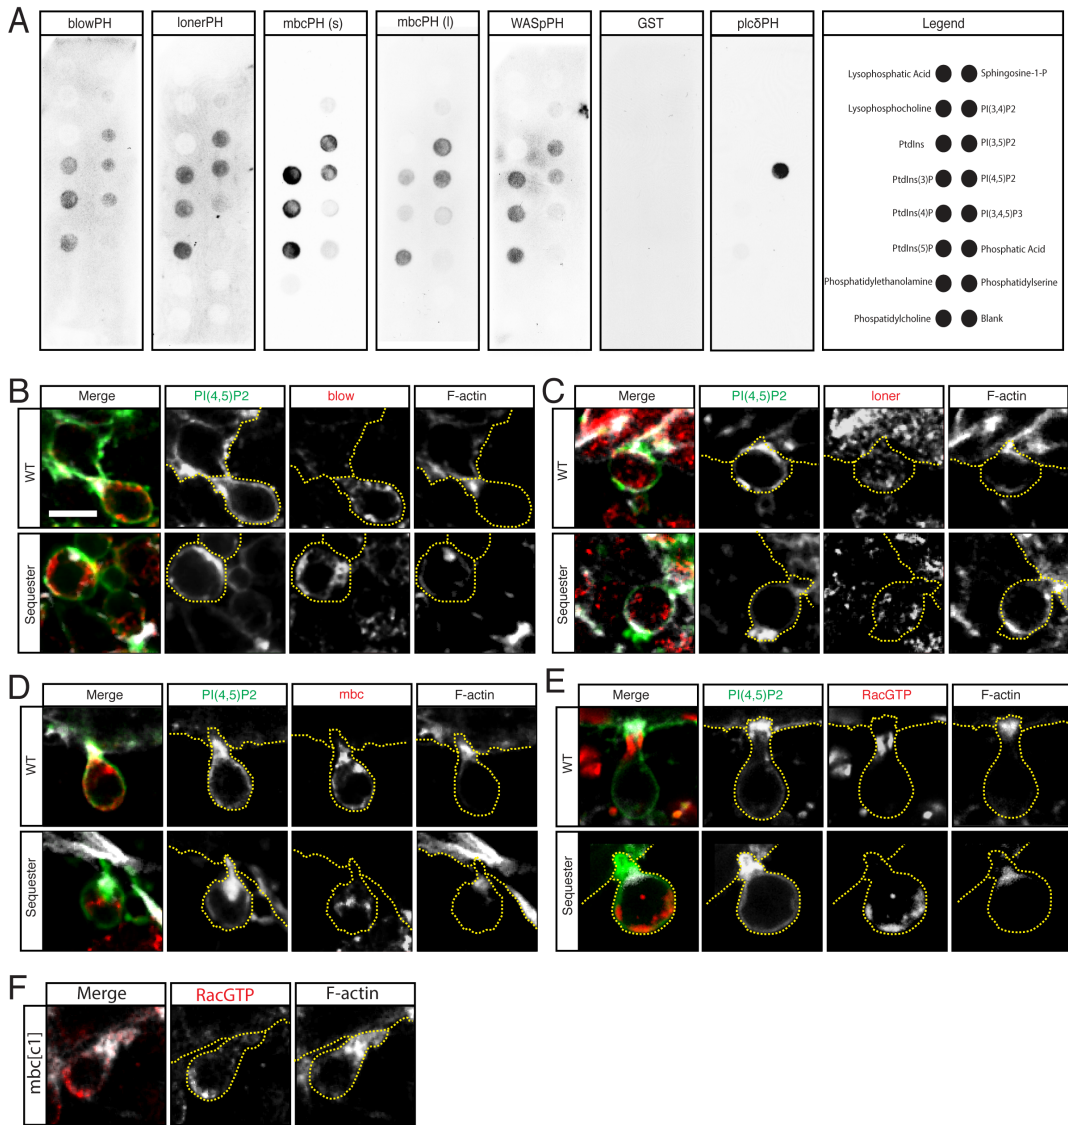 A
blowPH
lonerPH
mbcPH (s)
mbcPH (l)
WASpPH
GST
plcδPH
Legend
Lysophosphatic Acid
Sphingosine-1-P
Lysophosphocholine
PI(3,4)P2
PtdIns
PI(3,5)P2
PtdIns(3)P
PI(4,5)P2
PtdIns(4)P
PI(3,4,5)P3
PtdIns(5)P
Phosphatic Acid
Phosphatidylethanolamine
Phosphatidylserine
Phospatidylcholine
Blank
B
Merge
PI(4,5)P2
blow
F-actin
WT
Sequester
C
Merge
PI(4,5)P2
loner
F-actin
WT
Sequester
D
Merge
PI(4,5)P2
mbc
F-actin
WT
Sequester
E
Merge
PI(4,5)P2
RacGTP
F-actin
WT
Sequester
F
Merge
RacGTP
F-actin
mbc[c1]